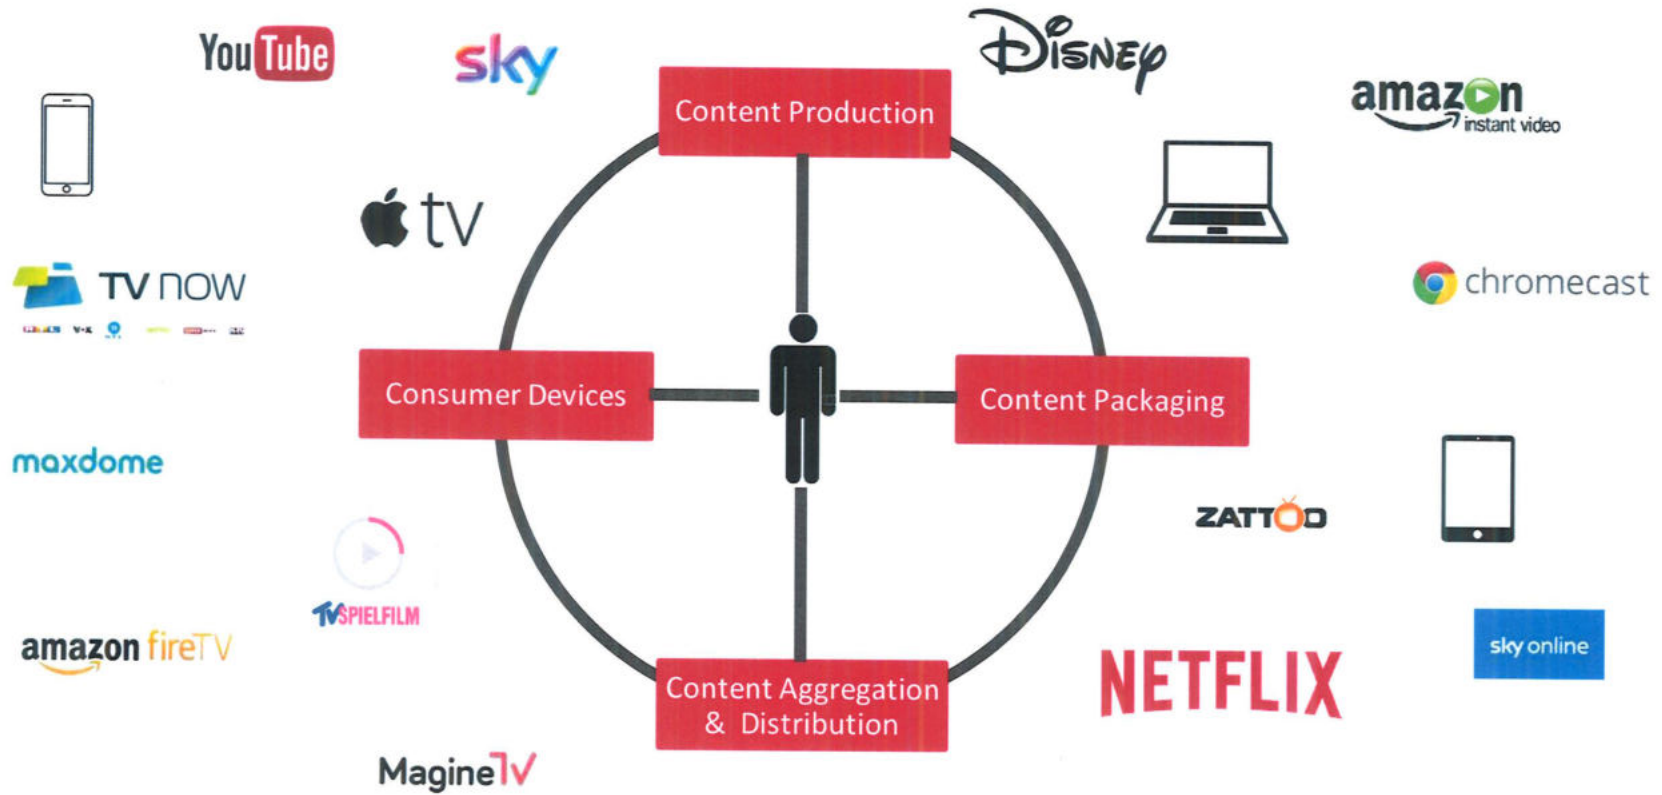 YouTube
sky
DISNEY
amazon
instant video
Content Production
tv
TV NOW
chromecast
Consumer Devices
Content Packaging
maxdome
ZATTOO
TVSPIELFILM
amazon fireTV
sky online
NETFLIX
Content Aggregation
& Distribution
MagineTV